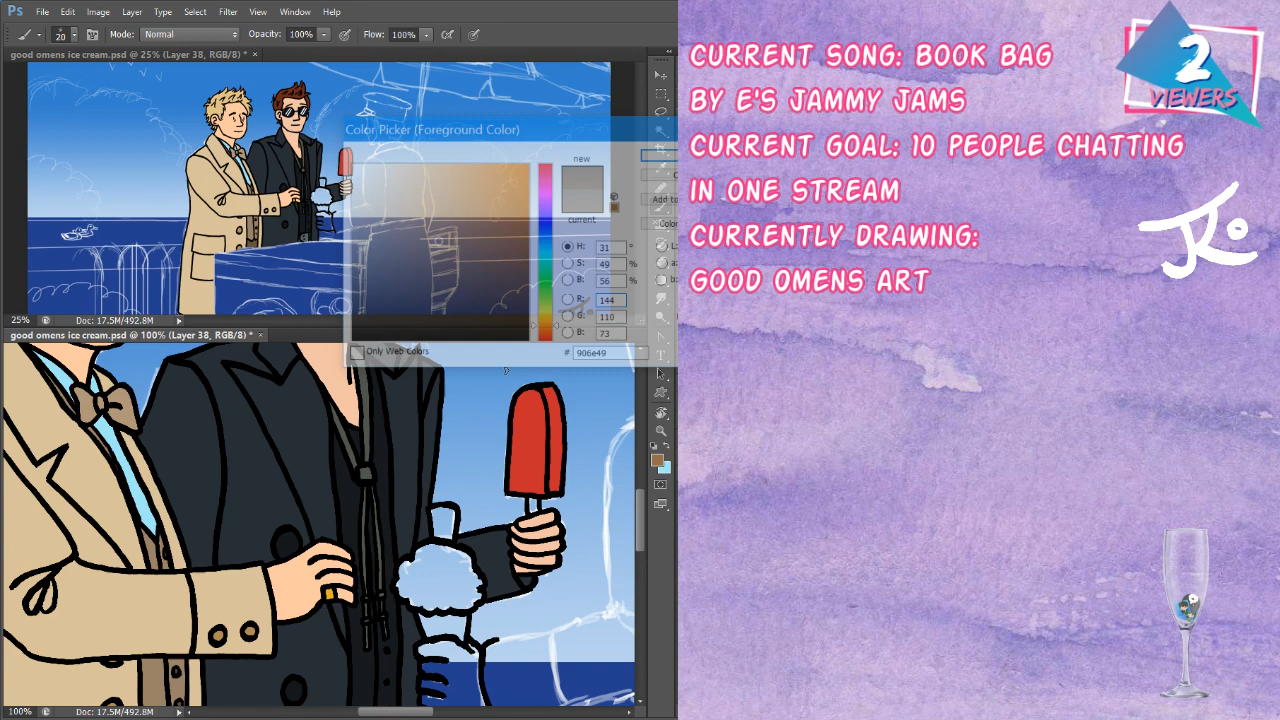 Ps File Edit Image Layer Type Select Filter View Window Help
20 Mode: Normal Opacity: 100% Flow: 100%
good omens ice cream.psd @ 25% (Layer 38, RGB/8) * ×
Color Picker (Foreground Color)
new
current
Add to
Color
H: 31 °
S: 49 %
B: 56 %
R: 144
G: 110
B: 73
L:
a:
b:
Only Web Colors
# 906e49
25% Doc: 17.5M/492.8M
good omens ice cream.psd @ 100% (Layer 38, RGB/8) * ×
100% Doc: 17.5M/492.8M
CURRENT SONG: BOOK BAG
BY E'S JAMMY JAMS
CURRENT GOAL: 10 PEOPLE CHATTING
IN ONE STREAM
CURRENTLY DRAWING:
GOOD OMENS ART
2
VIEWERS